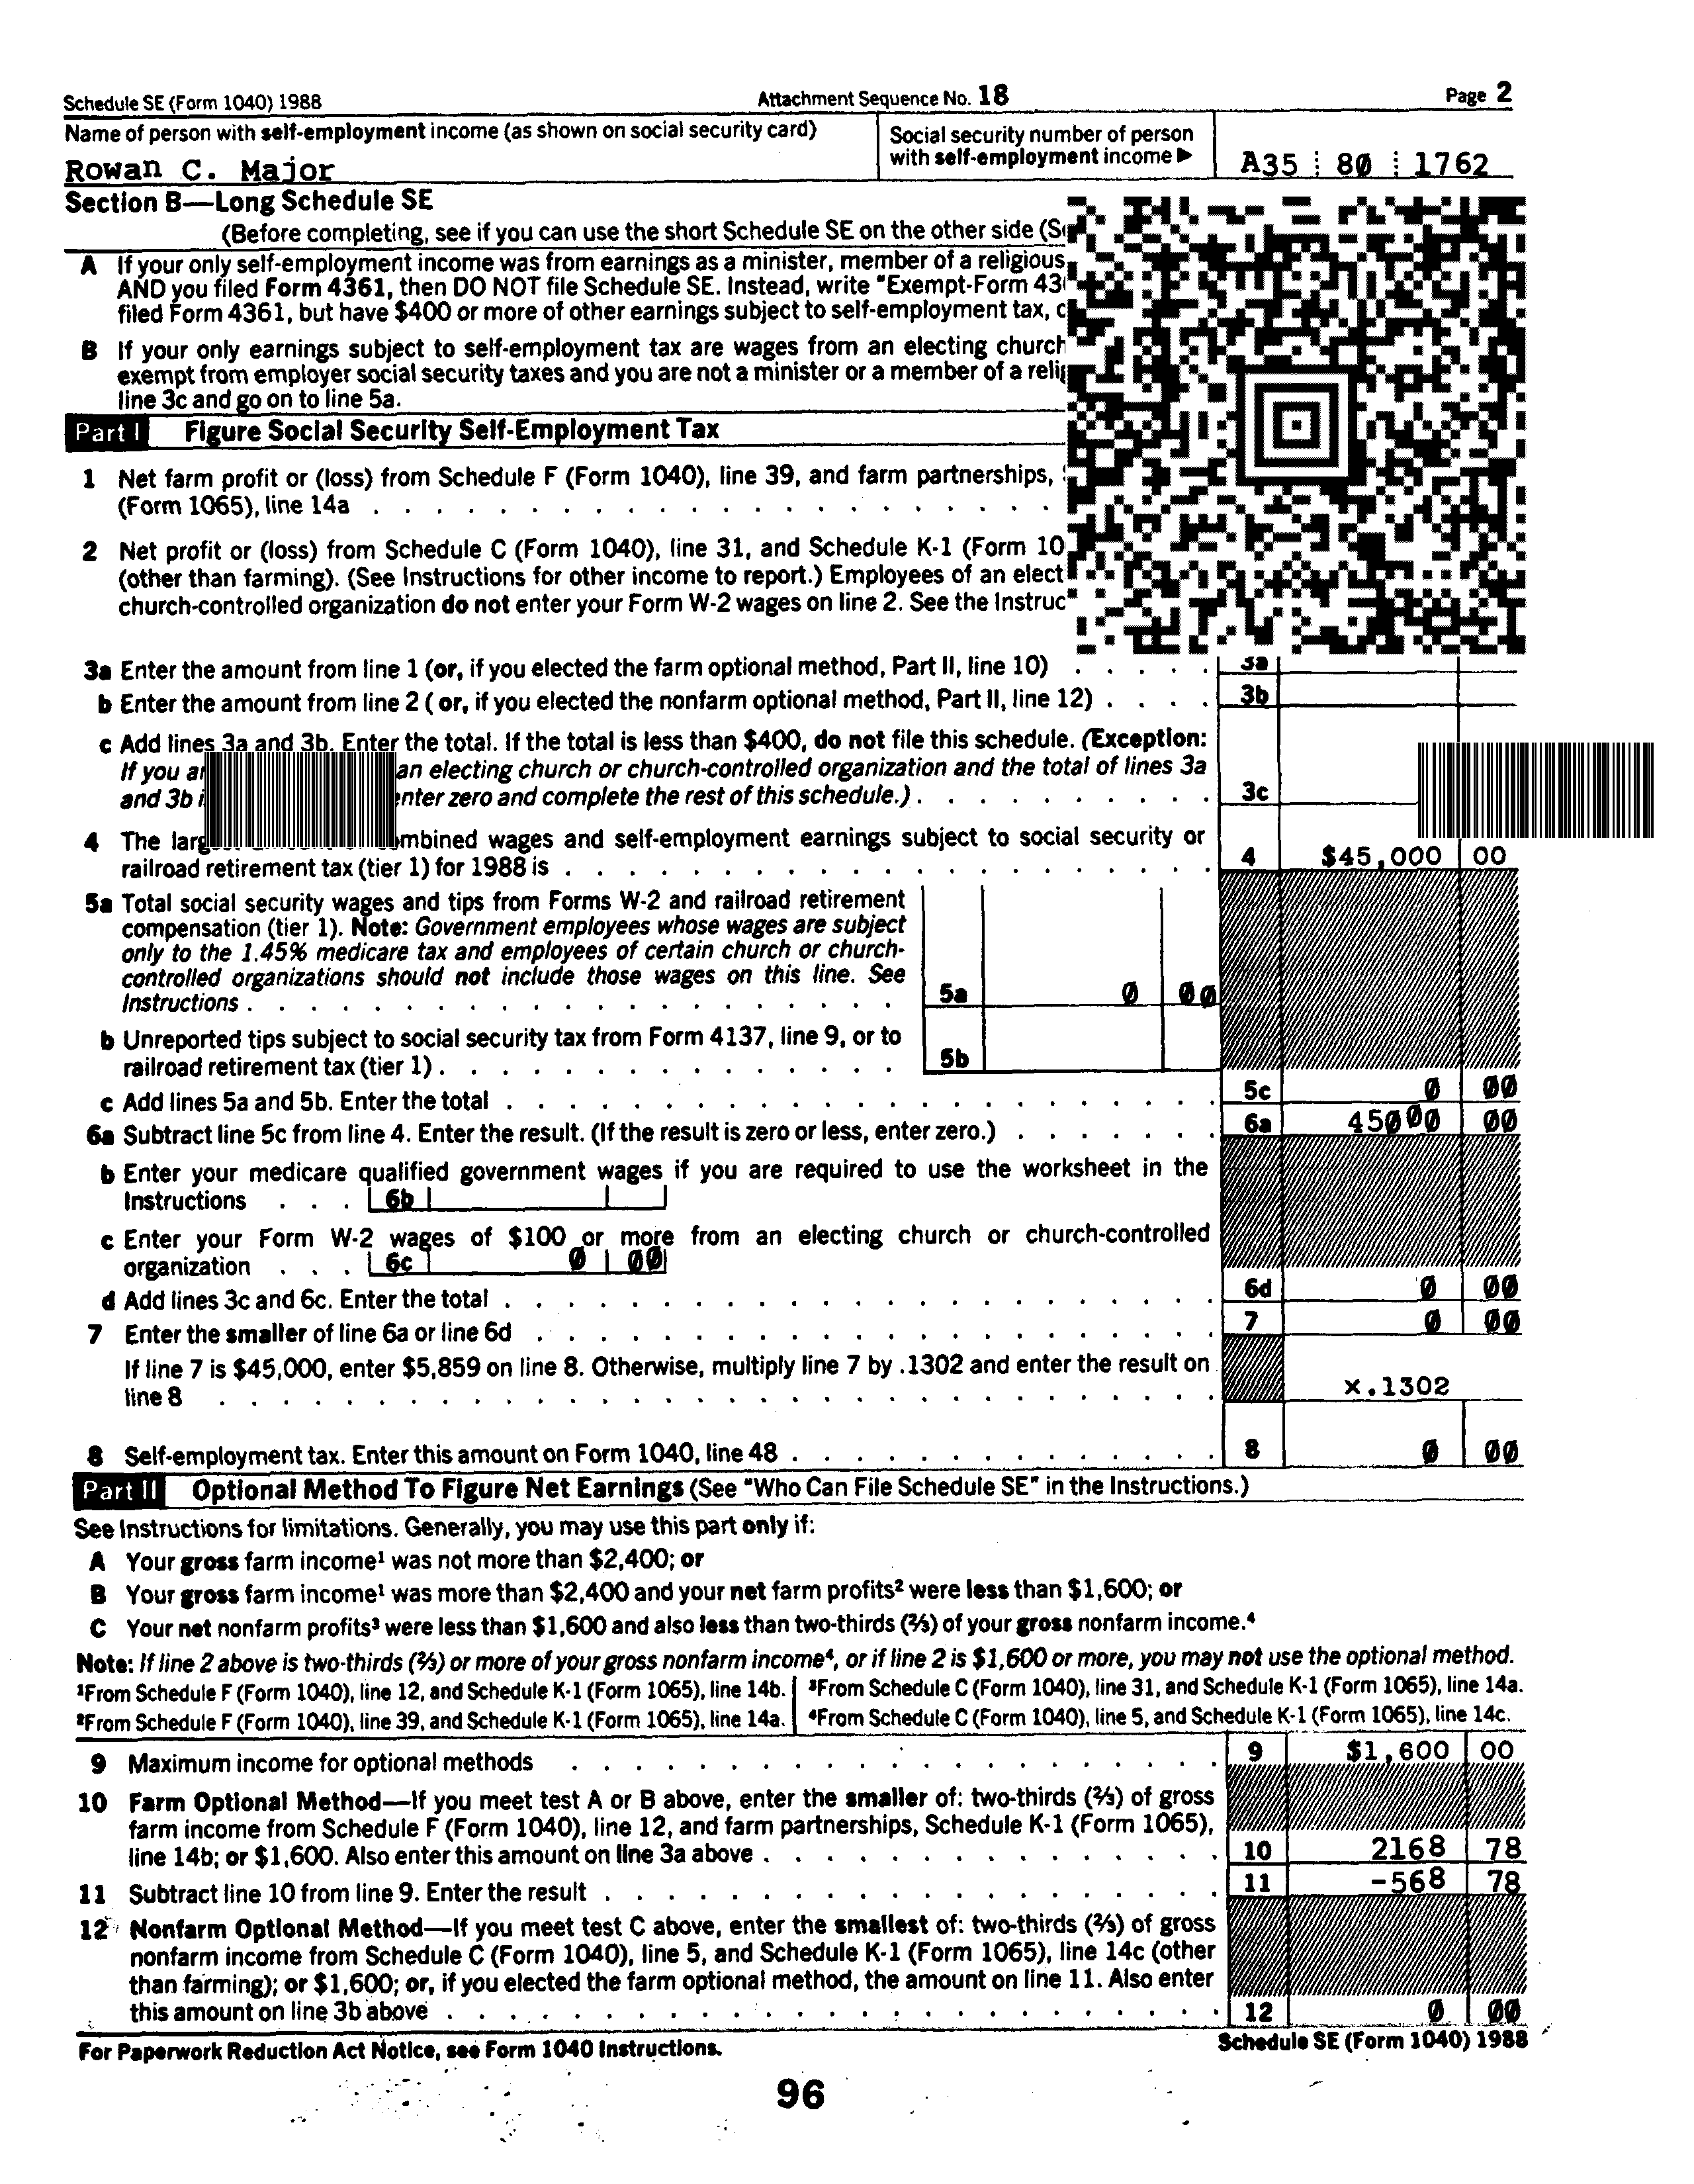 Schedule SE (Form 1040) 1988 Attachment Sequence No. 18 Page 2
Name of person with self-employment income (as shown on social security card) Social security number of person
with self-employment income ▶
Rowan C. Major A35 80 1762
Section B—Long Schedule SE
(Before completing, see if you can use the short Schedule SE on the other side
A If your only self-employment income was from earnings as a minister, member of a religious
AND you filed Form 4361, then DO NOT file Schedule SE. Instead, write "Exempt-Form
filed Form 4361, but have $400 or more of other earnings subject to self-employment tax,
B If your only earnings subject to self-employment tax are wages from an electing church
exempt from employer social security taxes and you are not a minister or a member of a
line 3c and go on to line 5a.
Part I Figure Social Security Self-Employment Tax
1 Net farm profit or (loss) from Schedule F (Form 1040), line 39, and farm partnerships,
(Form 1065), line 14a . . . . . . . . . . . . . . . . . .
2 Net profit or (loss) from Schedule C (Form 1040), line 31, and Schedule K-1 (Form
(other than farming). (See Instructions for other income to report.) Employees of an
church-controlled organization do not enter your Form W-2 wages on line 2. See the
3a Enter the amount from line 1 (or, if you elected the farm optional method, Part II, line 10) . . . . . 3a
b Enter the amount from line 2 ( or, if you elected the nonfarm optional method, Part II, line 12) . . . . 3b
c Add lines 3a and 3b. Enter the total. If the total is less than $400, do not file this schedule. (Exception:
If you an electing church or church-controlled organization and the total of lines 3a
and 3b enter zero and complete the rest of this schedule.) . . . . . . . . . . 3c
4 The combined wages and self-employment earnings subject to social security or
railroad retirement tax (tier 1) for 1988 is . . . . . . . . . . . . . . . . . . . . . . . . 4 $45,000 00
5a Total social security wages and tips from Forms W-2 and railroad retirement
compensation (tier 1). Note: Government employees whose wages are subject
only to the 1.45% medicare tax and employees of certain church or church-
controlled organizations should not include those wages on this line. See
Instructions . . . . . . . . . . . . . . . . . . . . . . . . . 5a 0 00
b Unreported tips subject to social security tax from Form 4137, line 9, or to
railroad retirement tax (tier 1) . . . . . . . . . . . . . . . 5b
c Add lines 5a and 5b. Enter the total . . . . . . . . . . . . . . . . . . . . . . . . . . . 5c 0 00
6a Subtract line 5c from line 4. Enter the result. (If the result is zero or less, enter zero.) . . . . . . . 6a 45000 00
b Enter your medicare qualified government wages if you are required to use the worksheet in the
Instructions . . . 6b
c Enter your Form W-2 wages of $100 or more from an electing church or church-controlled
organization . . . 6c 0 00
d Add lines 3c and 6c. Enter the total . . . . . . . . . . . . . . . . . . . . . . . . . . . 6d 0 00
7 Enter the smaller of line 6a or line 6d . . . . . . . . . . . . . . . . . . . . . . . . . . 7 0 00
If line 7 is $45,000, enter $5,859 on line 8. Otherwise, multiply line 7 by .1302 and enter the result on
line 8 . . . . . . . . . . . . . . . . . . . . . . . . . . . . . . . . . . . . . . x.1302
8 Self-employment tax. Enter this amount on Form 1040, line 48 . . . . . . . . . . . . . . . . 8 0 00
Part II Optional Method To Figure Net Earnings (See "Who Can File Schedule SE" in the Instructions.)
See Instructions for limitations. Generally, you may use this part only if:
A Your gross farm income¹ was not more than $2,400; or
B Your gross farm income¹ was more than $2,400 and your net farm profits² were less than $1,600; or
C Your net nonfarm profits³ were less than $1,600 and also less than two-thirds (⅔) of your gross nonfarm income.⁴
Note: If line 2 above is two-thirds (⅔) or more of your gross nonfarm income⁴, or if line 2 is $1,600 or more, you may not use the optional method.
¹From Schedule F (Form 1040), line 12, and Schedule K-1 (Form 1065), line 14b. ³From Schedule C (Form 1040), line 31, and Schedule K-1 (Form 1065), line 14a.
²From Schedule F (Form 1040), line 39, and Schedule K-1 (Form 1065), line 14a. ⁴From Schedule C (Form 1040), line 5, and Schedule K-1 (Form 1065), line 14c.
9 Maximum income for optional methods . . . . . . . . . . . . . . . . . . . . . . . . . 9 $1,600 00
10 Farm Optional Method—If you meet test A or B above, enter the smaller of: two-thirds (⅔) of gross
farm income from Schedule F (Form 1040), line 12, and farm partnerships, Schedule K-1 (Form 1065),
line 14b; or $1,600. Also enter this amount on line 3a above . . . . . . . . . . . . . . . . . 10 2168 78
11 Subtract line 10 from line 9. Enter the result . . . . . . . . . . . . . . . . . . . . . . . . 11 -568 78
12 Nonfarm Optional Method—If you meet test C above, enter the smallest of: two-thirds (⅔) of gross
nonfarm income from Schedule C (Form 1040), line 5, and Schedule K-1 (Form 1065), line 14c (other
than farming); or $1,600; or, if you elected the farm optional method, the amount on line 11. Also enter
this amount on line 3b above . . . . . . . . . . . . . . . . . . . . . . . . . . . . . . 12 0 00
For Paperwork Reduction Act Notice, see Form 1040 Instructions. Schedule SE (Form 1040) 1988
96